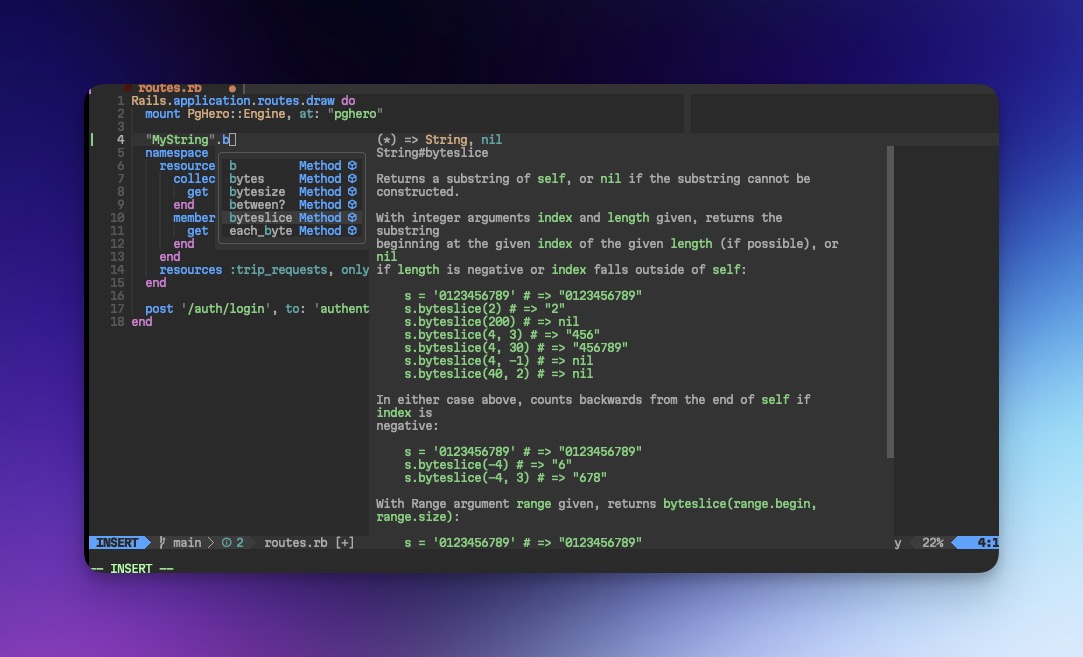 routes.rb
1 Rails.application.routes.draw do
2 mount PgHero::Engine, at: "pghero"
3
4 "MyString".b
5 namespace
6 resource
7 collec
8 get
9 end
10 member
11 get
12 end
13 end
14 resources :trip_requests, only
15 end
16
17 post '/auth/login', to: 'authent
18 end
b Method
bytes Method
bytesize Method
between? Method
byteslice Method
each_byte Method
(*) => String, nil
String#byteslice
Returns a substring of self, or nil if the substring cannot be
constructed.
With integer arguments index and length given, returns the
substring
beginning at the given index of the given length (if possible), or
nil
if length is negative or index falls outside of self:
s = '0123456789' # => "0123456789"
s.byteslice(2) # => "2"
s.byteslice(200) # => nil
s.byteslice(4, 3) # => "456"
s.byteslice(4, 30) # => "456789"
s.byteslice(4, -1) # => nil
s.byteslice(40, 2) # => nil
In either case above, counts backwards from the end of self if
index is
negative:
s = '0123456789' # => "0123456789"
s.byteslice(-4) # => "6"
s.byteslice(-4, 3) # => "678"
With Range argument range given, returns byteslice(range.begin,
range.size):
s = '0123456789' # => "0123456789"
INSERT main 2 routes.rb [+] y 22% 4:1
-- INSERT --